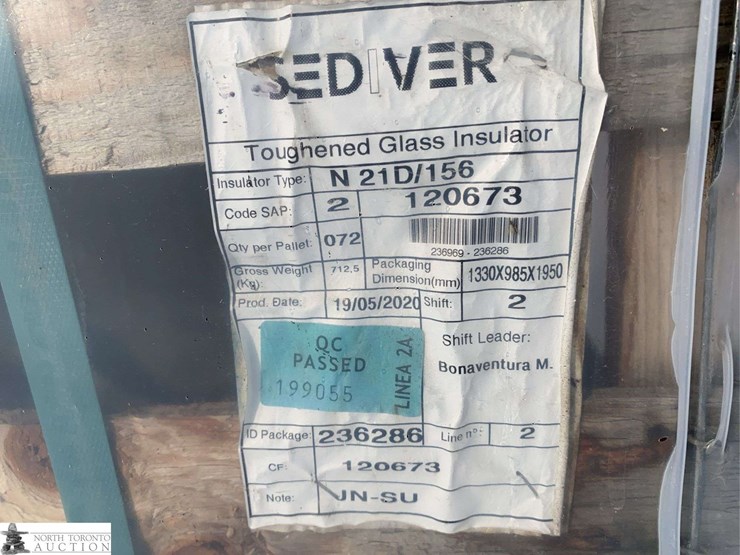 SEDIVER
Toughened Glass Insulator
Insulator Type: N 21D/156
Code SAP: 2 120673
Qty per Pallet: 072
236969 - 236286
Gross Weight (Kg): 712,5 Packaging Dimension(mm) 1330X985X1950
Prod. Date: 19/05/2020 Shift: 2
QC
PASSED
199055
LINEA 2A
Shift Leader:
Bonaventura M.
ID Package: 236286 Line n°: 2
CF: 120673
Note: JN-SU
NORTH TORONTO
AUCTION